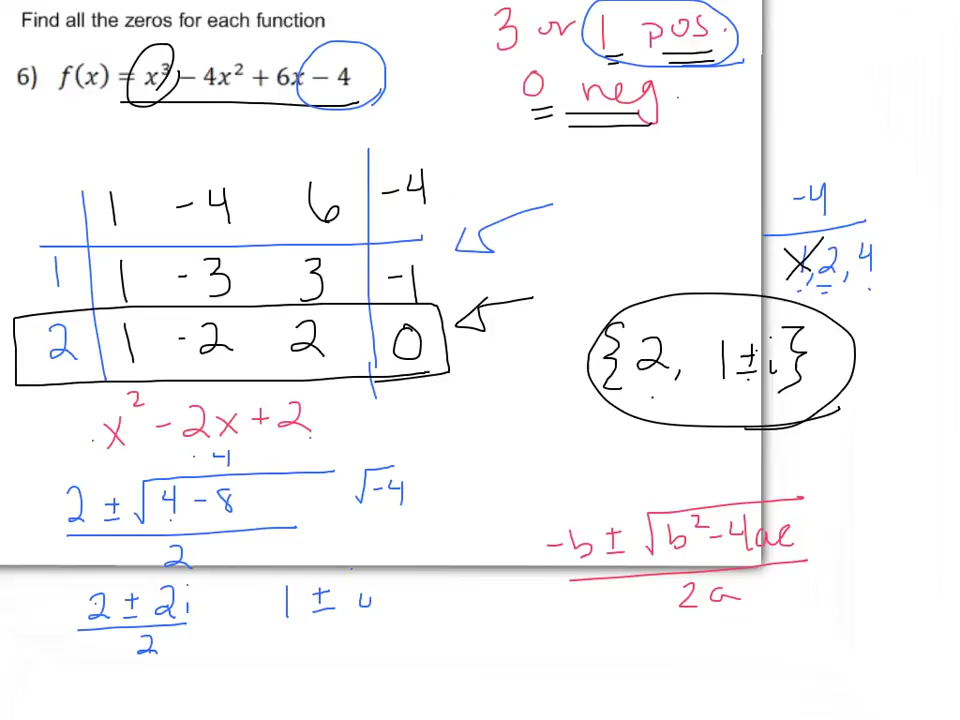 Find all the zeros for each function
6) f(x) = x³ − 4x² + 6x − 4
3 or 1 pos.
0 neg.
1 -4 6 -4
1 1 -3 3 -1
2 1 -2 2 0
-4
1, 2, 4
{2, 1±i}
x² - 2x + 2
-4
2 ± √4 - 8
2
√-4
2 ± 2i
2
1 ± i
-b ± √b² - 4ac
2a